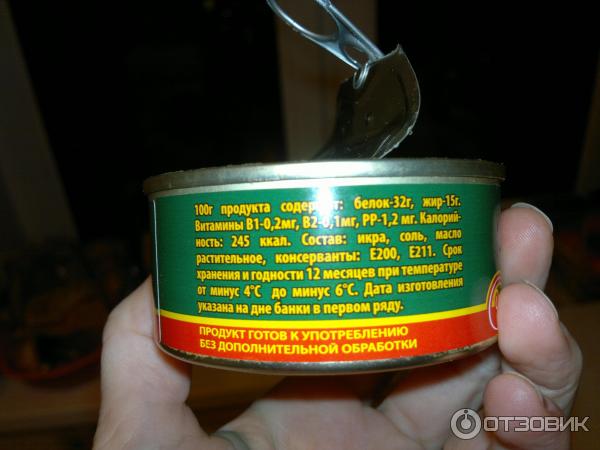 100г продукта содержит: белок-32г, жир-15г.
Витамины В1-0,2мг, В2-0,1мг, РР-1,2 мг. Калорий-
ность: 245 ккал. Состав: икра, соль, масло
растительное, консерванты: Е200, Е211. Срок
хранения и годности 12 месяцев при температуре
от минус 4°С до минус 6°С. Дата изготовления
указана на дне банки в первом ряду.
ПРОДУКТ ГОТОВ К УПОТРЕБЛЕНИЮ
БЕЗ ДОПОЛНИТЕЛЬНОЙ ОБРАБОТКИ
ОТЗОВИК